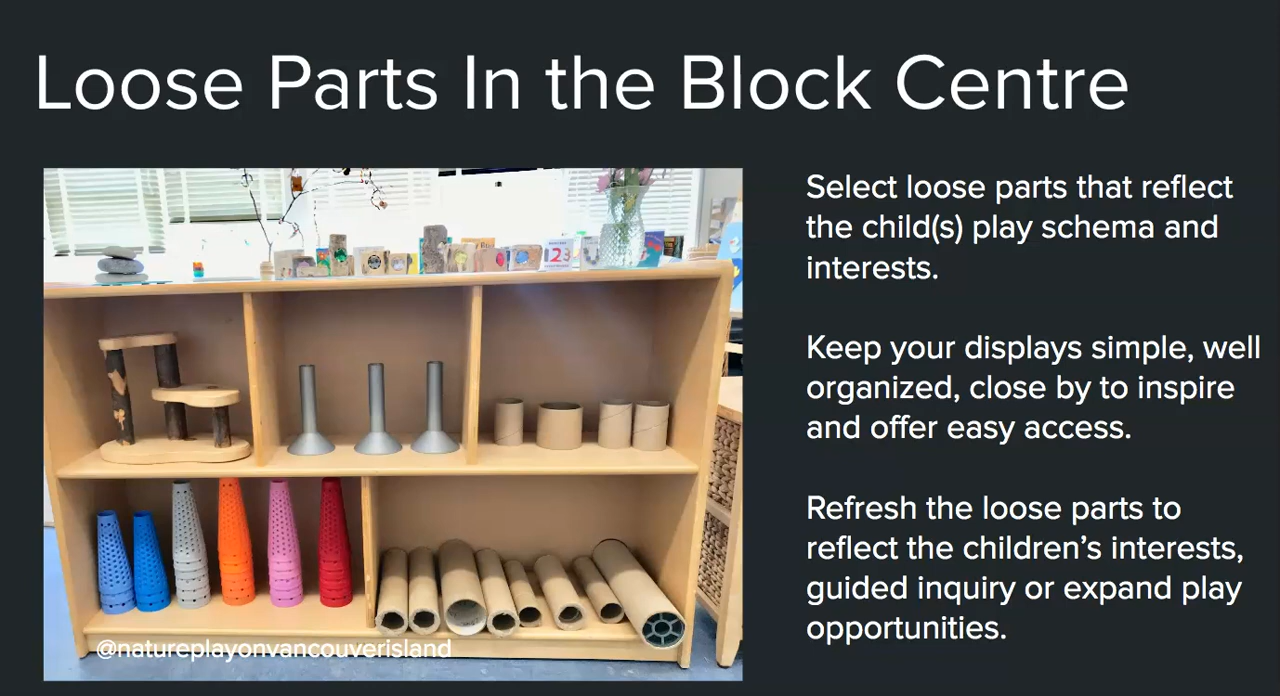 Loose Parts In the Block Centre
Select loose parts that reflect
the child(s) play schema and
interests.
Keep your displays simple, well
organized, close by to inspire
and offer easy access.
Refresh the loose parts to
reflect the children's interests,
guided inquiry or expand play
opportunities.
123
@natureplayonvancouverisland